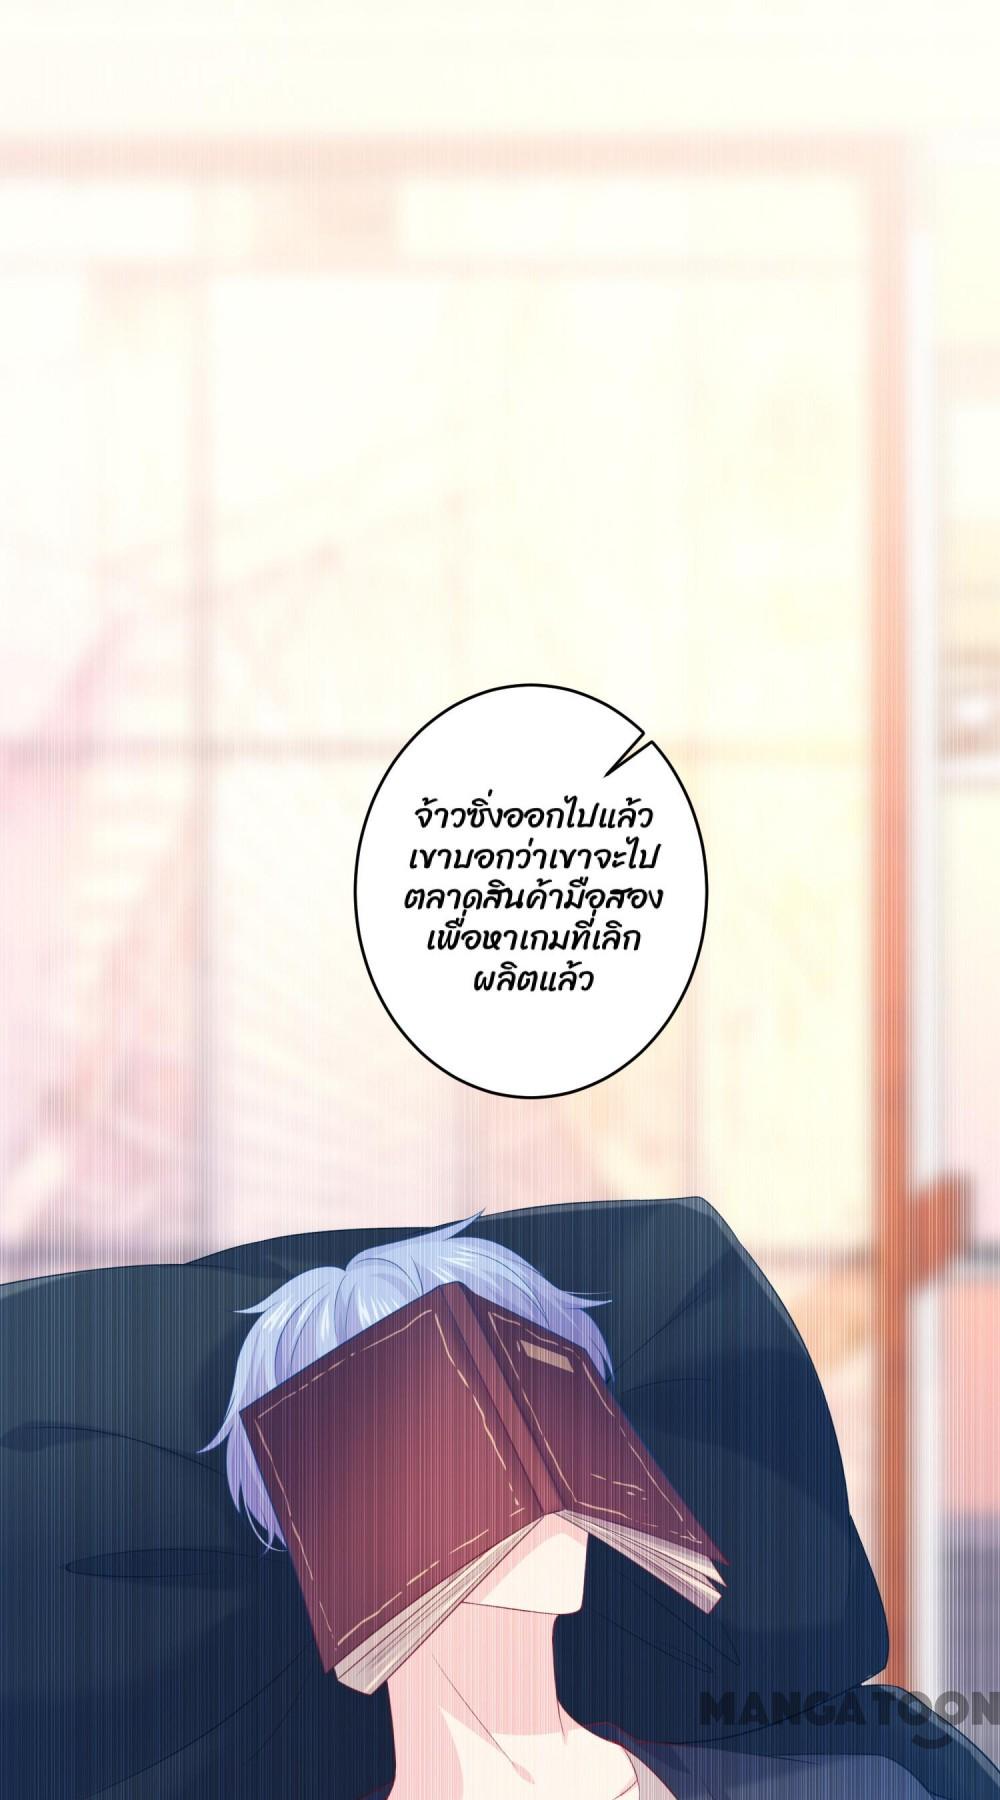 จ้าวซิ่งออกไปแล้ว
เขาบอกว่าเขาจะไป
ตลาดสินค้ามือสอง
เพื่อหาเกมที่เลิก
ผลิตแล้ว
MANGATOON